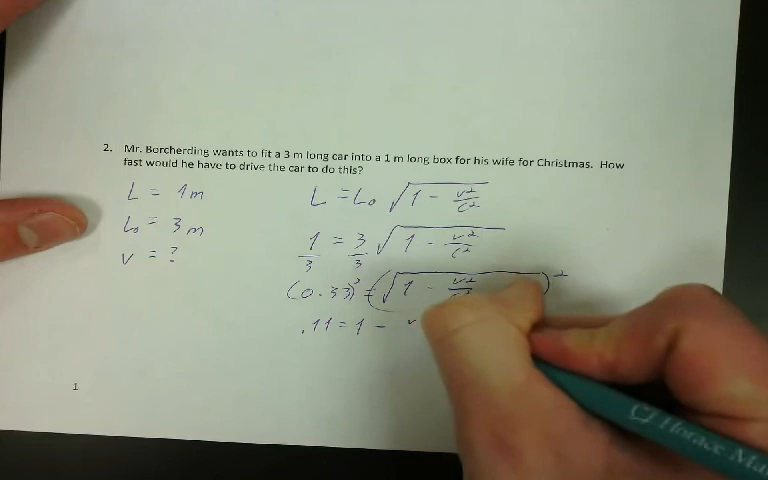 2. Mr. Borcherding wants to fit a 3 m long car into a 1 m long box for his wife for Christmas. How
fast would he have to drive the car to do this?
L = 1m
L₀ = 3 m
v = ?
L = L₀ √1 - v²/c²
1/3 = 3/3 √1 - v²/c²
(0.33)² = (√1 - v²/c²)²
.11 = 1 - v
1
Horace